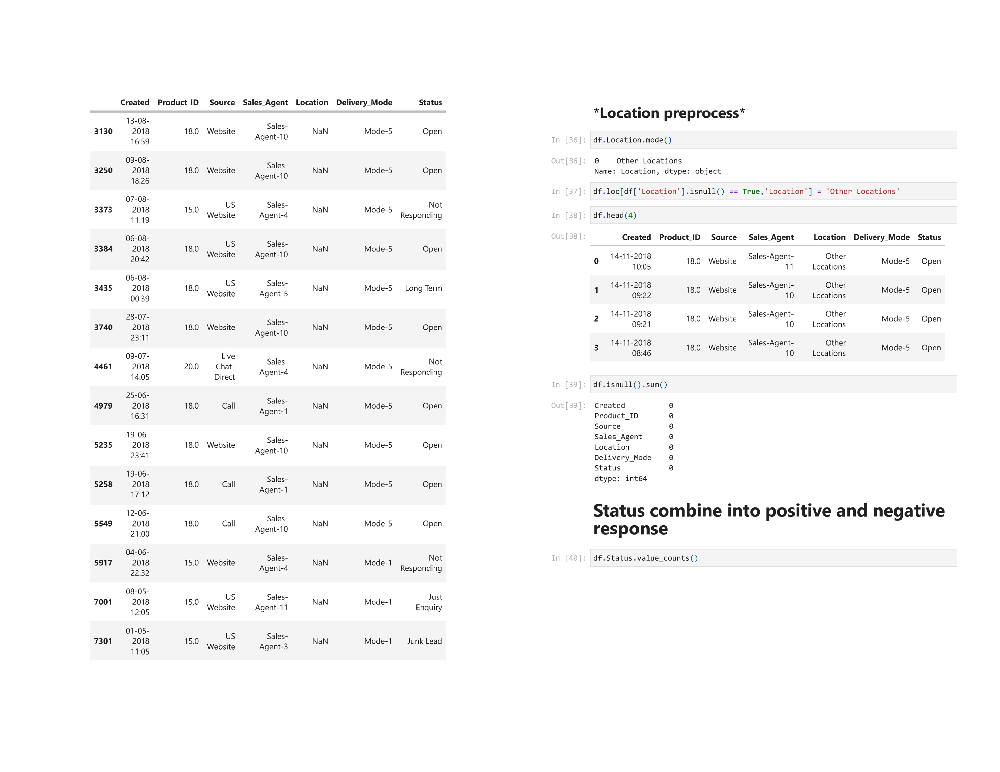 Created Product_ID Source Sales_Agent Location Delivery_Mode Status
13-08-
2018
16:59
3130 18.0 Website Sales-
Agent-10 NaN Mode-5 Open
09-08-
2018
18:26
3250 18.0 Website Sales-
Agent-10 NaN Mode-5 Open
07-08-
2018
11:19
3373 15.0 US
Website Sales-
Agent-4 NaN Mode-5 Not
Responding
06-08-
2018
20:42
3384 18.0 US
Website Sales-
Agent-10 NaN Mode-5 Open
06-08-
2018
00:39
3435 18.0 US
Website Sales-
Agent-5 NaN Mode-5 Long Term
28-07-
2018
23:11
3740 18.0 Website Sales-
Agent-10 NaN Mode-5 Open
09-07-
2018
14:05
4461 20.0 Live
Chat-
Direct Sales-
Agent-4 NaN Mode-5 Not
Responding
25-06-
2018
16:31
4979 18.0 Call Sales-
Agent-1 NaN Mode-5 Open
19-06-
2018
23:41
5235 18.0 Website Sales-
Agent-10 NaN Mode-5 Open
19-06-
2018
17:12
5258 18.0 Call Sales-
Agent-1 NaN Mode-5 Open
12-06-
2018
21:00
5549 18.0 Call Sales-
Agent-10 NaN Mode-5 Open
04-06-
2018
22:32
5917 15.0 Website Sales-
Agent-4 NaN Mode-1 Not
Responding
08-05-
2018
12:05
7001 15.0 US
Website Sales-
Agent-11 NaN Mode-1 Just
Enquiry
01-05-
2018
11:05
7301 15.0 US
Website Sales-
Agent-3 NaN Mode-1 Junk Lead
*Location preprocess*
In [36]: df.Location.mode()
Out[36]: 0 Other Locations
Name: Location, dtype: object
In [37]: df.loc[df['Location'].isnull() == True,'Location'] = 'Other Locations'
In [38]: df.head(4)
Out[38]: Created Product_ID Source Sales_Agent Location Delivery_Mode Status
0 14-11-2018
10:05 18.0 Website Sales-Agent-
11 Other
Locations Mode-5 Open
1 14-11-2018
09:22 18.0 Website Sales-Agent-
10 Other
Locations Mode-5 Open
2 14-11-2018
09:21 18.0 Website Sales-Agent-
10 Other
Locations Mode-5 Open
3 14-11-2018
08:46 18.0 Website Sales-Agent-
10 Other
Locations Mode-5 Open
In [39]: df.isnull().sum()
Out[39]: Created 0
Product_ID 0
Source 0
Sales_Agent 0
Location 0
Delivery_Mode 0
Status 0
dtype: int64
Status combine into positive and negative
response
In [40]: df.Status.value_counts()